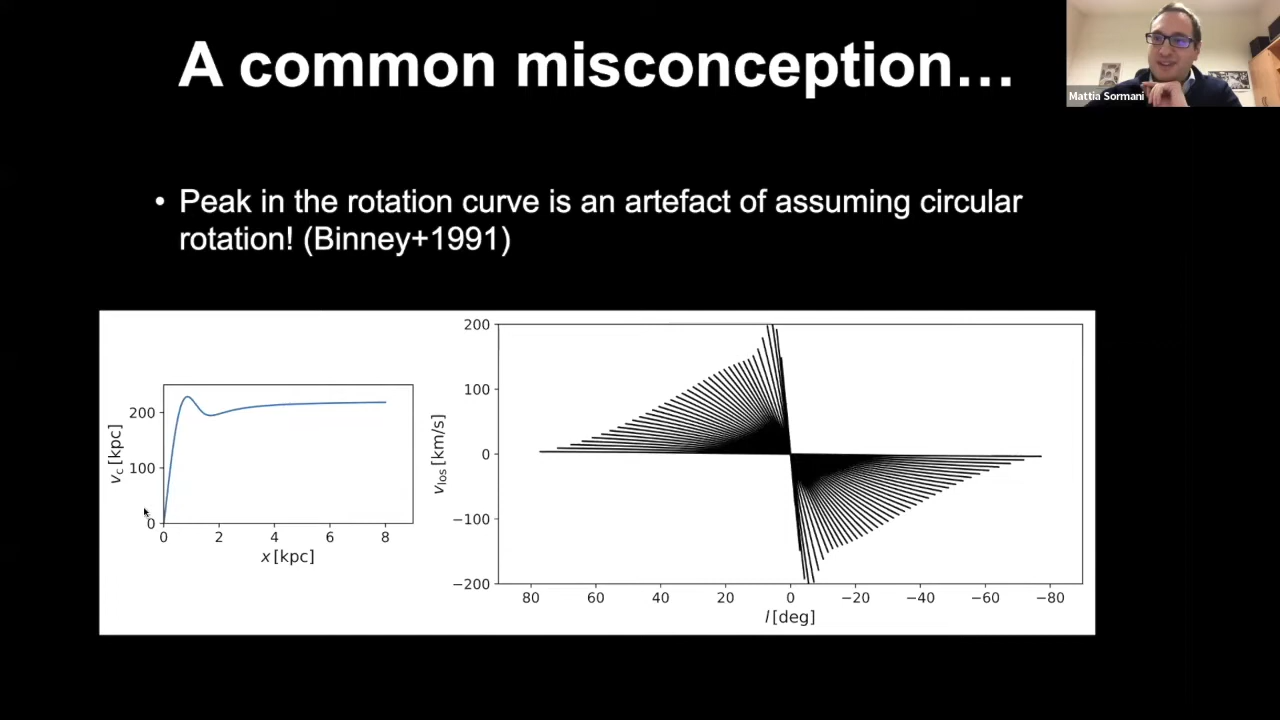 A common misconception…
Mattia Sormani
• Peak in the rotation curve is an artefact of assuming circular
rotation! (Binney+1991)
200
100
0
0 2 4 6 8
x [kpc]
v_c [kpc]
200
100
0
−100
−200
80 60 40 20 0 −20 −40 −60 −80
l [deg]
v_los [km/s]